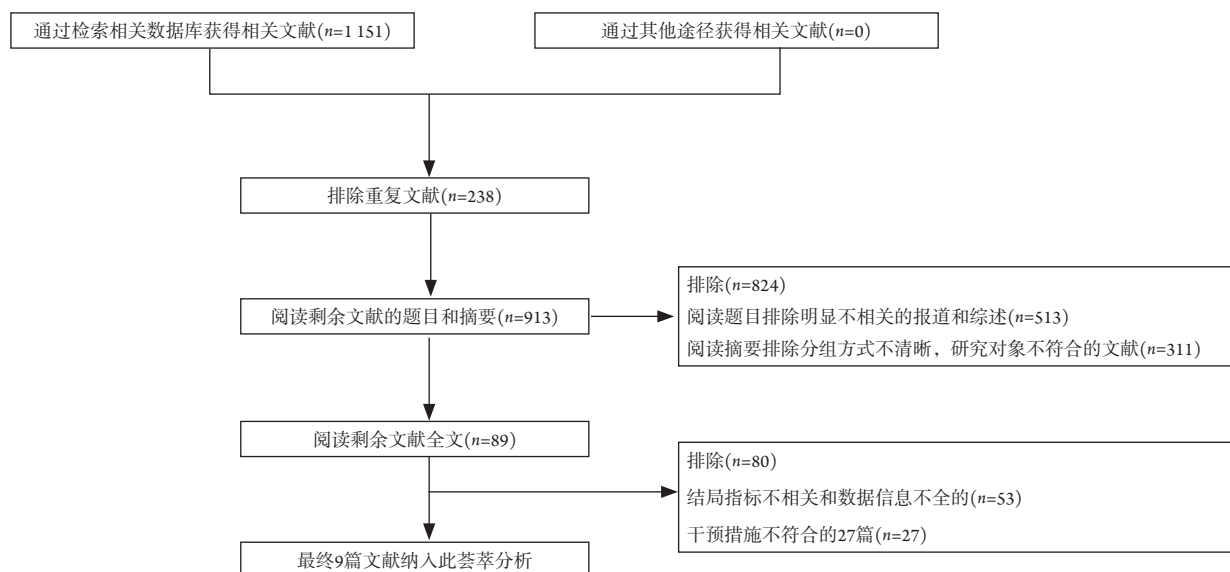 通过检索相关数据库获得相关文献(n=1 151)
通过其他途径获得相关文献(n=0)
排除重复文献(n=238)
阅读剩余文献的题目和摘要(n=913)
排除(n=824)
阅读题目排除明显不相关的报道和综述(n=513)
阅读摘要排除分组方式不清晰，研究对象不符合的文献(n=311)
阅读剩余文献全文(n=89)
排除(n=80)
结局指标不相关和数据信息不全的(n=53)
干预措施不符合的27篇(n=27)
最终9篇文献纳入此荟萃分析